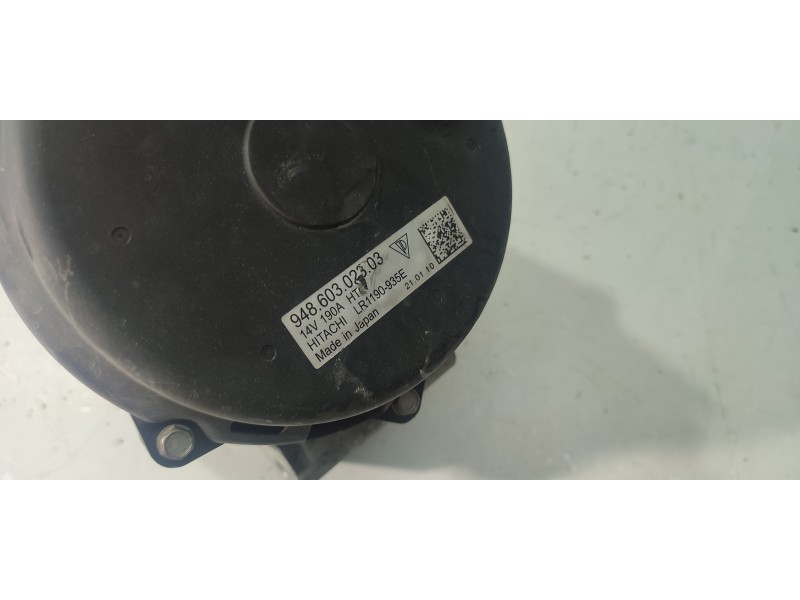 948.603.023.03
14V 190A
HITACHI LR1190-935E
Made in Japan 21 01 10